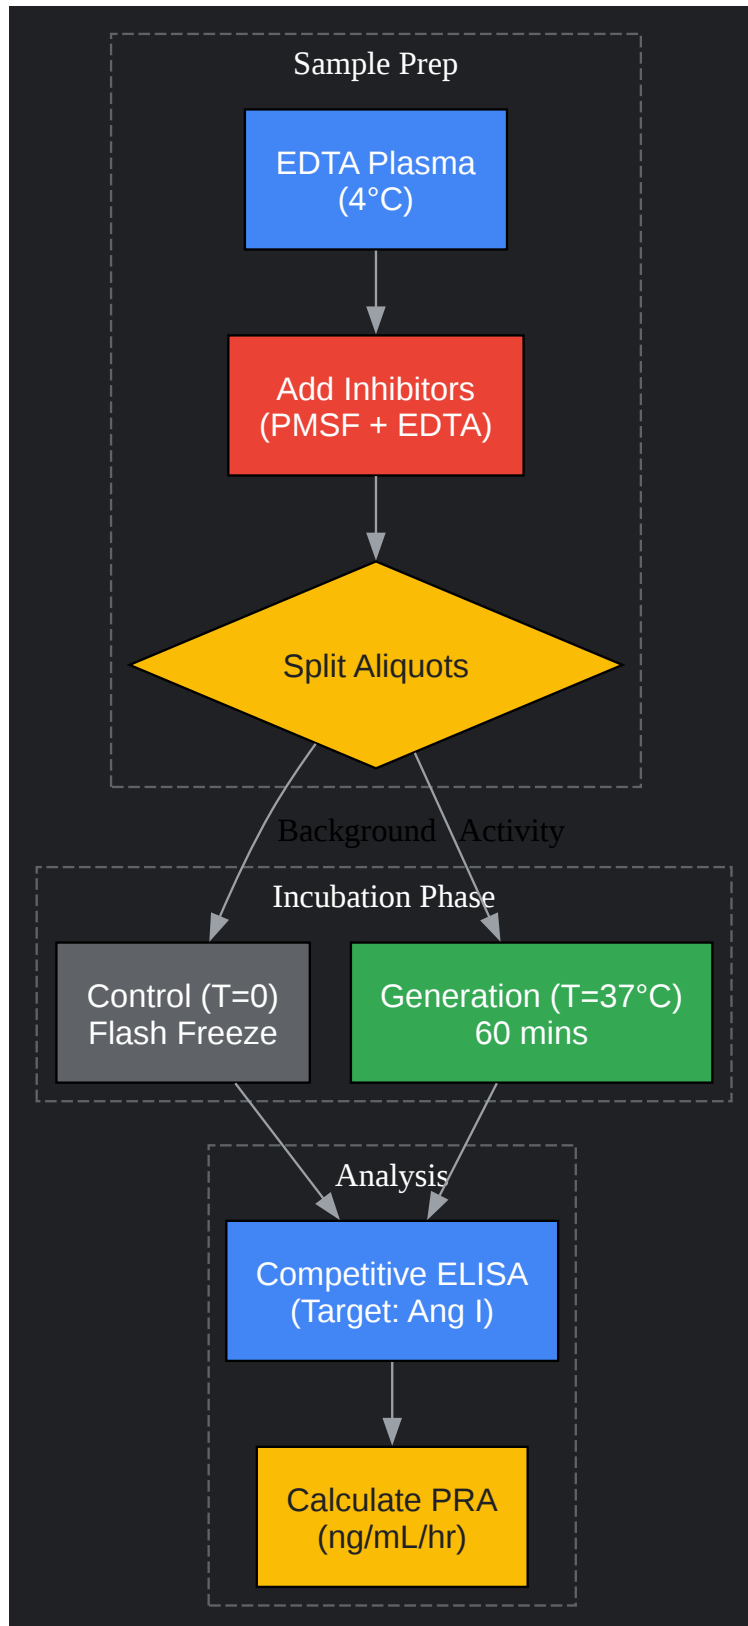 Sample Prep
EDTA Plasma
(4°C)
Add Inhibitors
(PMSF + EDTA)
Split Aliquots
Background
Activity
Incubation Phase
Control (T=0)
Flash Freeze
Generation (T=37°C)
60 mins
Analysis
Competitive ELISA
(Target: Ang I)
Calculate PRA
(ng/mL/hr)